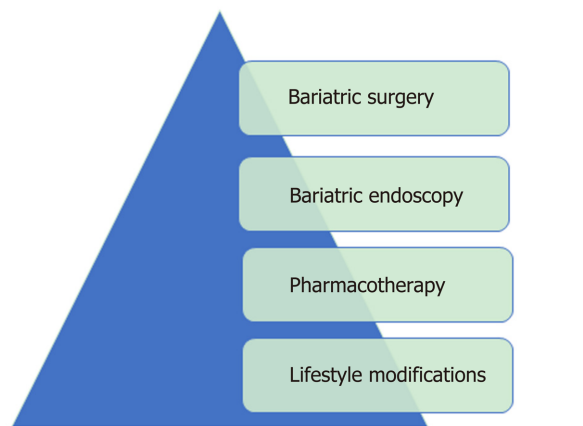 Bariatric surgery
Bariatric endoscopy
Pharmacotherapy
Lifestyle modifications